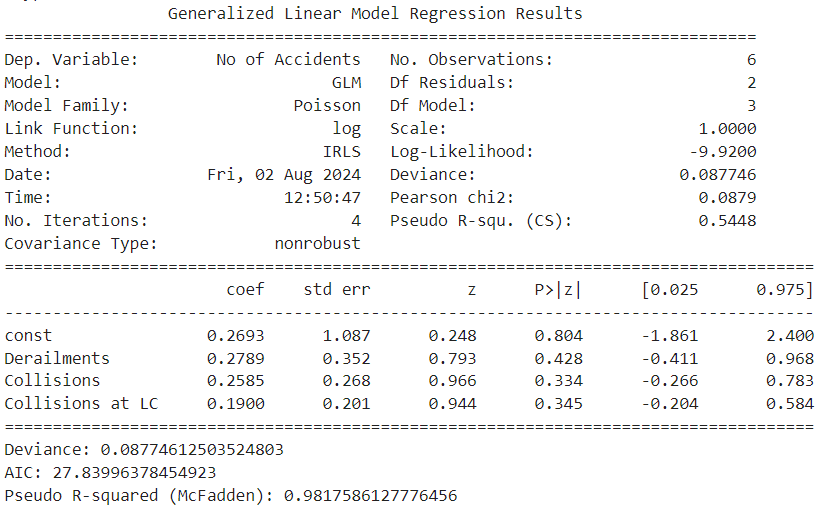 Generalized Linear Model Regression Results
==============================================================================
Dep. Variable: No of Accidents No. Observations: 6
Model: GLM Df Residuals: 2
Model Family: Poisson Df Model: 3
Link Function: log Scale: 1.0000
Method: IRLS Log-Likelihood: -9.9200
Date: Fri, 02 Aug 2024 Deviance: 0.087746
Time: 12:50:47 Pearson chi2: 0.0879
No. Iterations: 4 Pseudo R-squ. (CS): 0.5448
Covariance Type: nonrobust
====================================================================================
coef std err z P>|z| [0.025 0.975]
------------------------------------------------------------------------------------
const 0.2693 1.087 0.248 0.804 -1.861 2.400
Derailments 0.2789 0.352 0.793 0.428 -0.411 0.968
Collisions 0.2585 0.268 0.966 0.334 -0.266 0.783
Collisions at LC 0.1900 0.201 0.944 0.345 -0.204 0.584
====================================================================================
Deviance: 0.08774612503524803
AIC: 27.83996378454923
Pseudo R-squared (McFadden): 0.9817586127776456